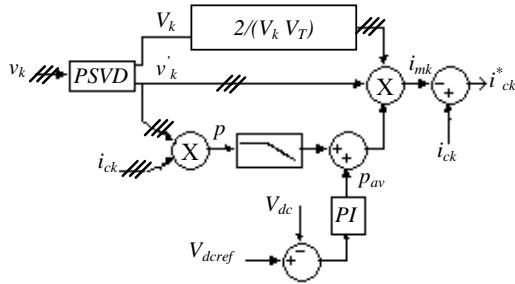 V_k
2/(V_k V_T)
v_k
PSVD
v'_k
X
i_mk
-
+
i*_ck
i_ck
p
X
i_ck
+
+
p_av
V_dc
PI
-
V_dcref
+